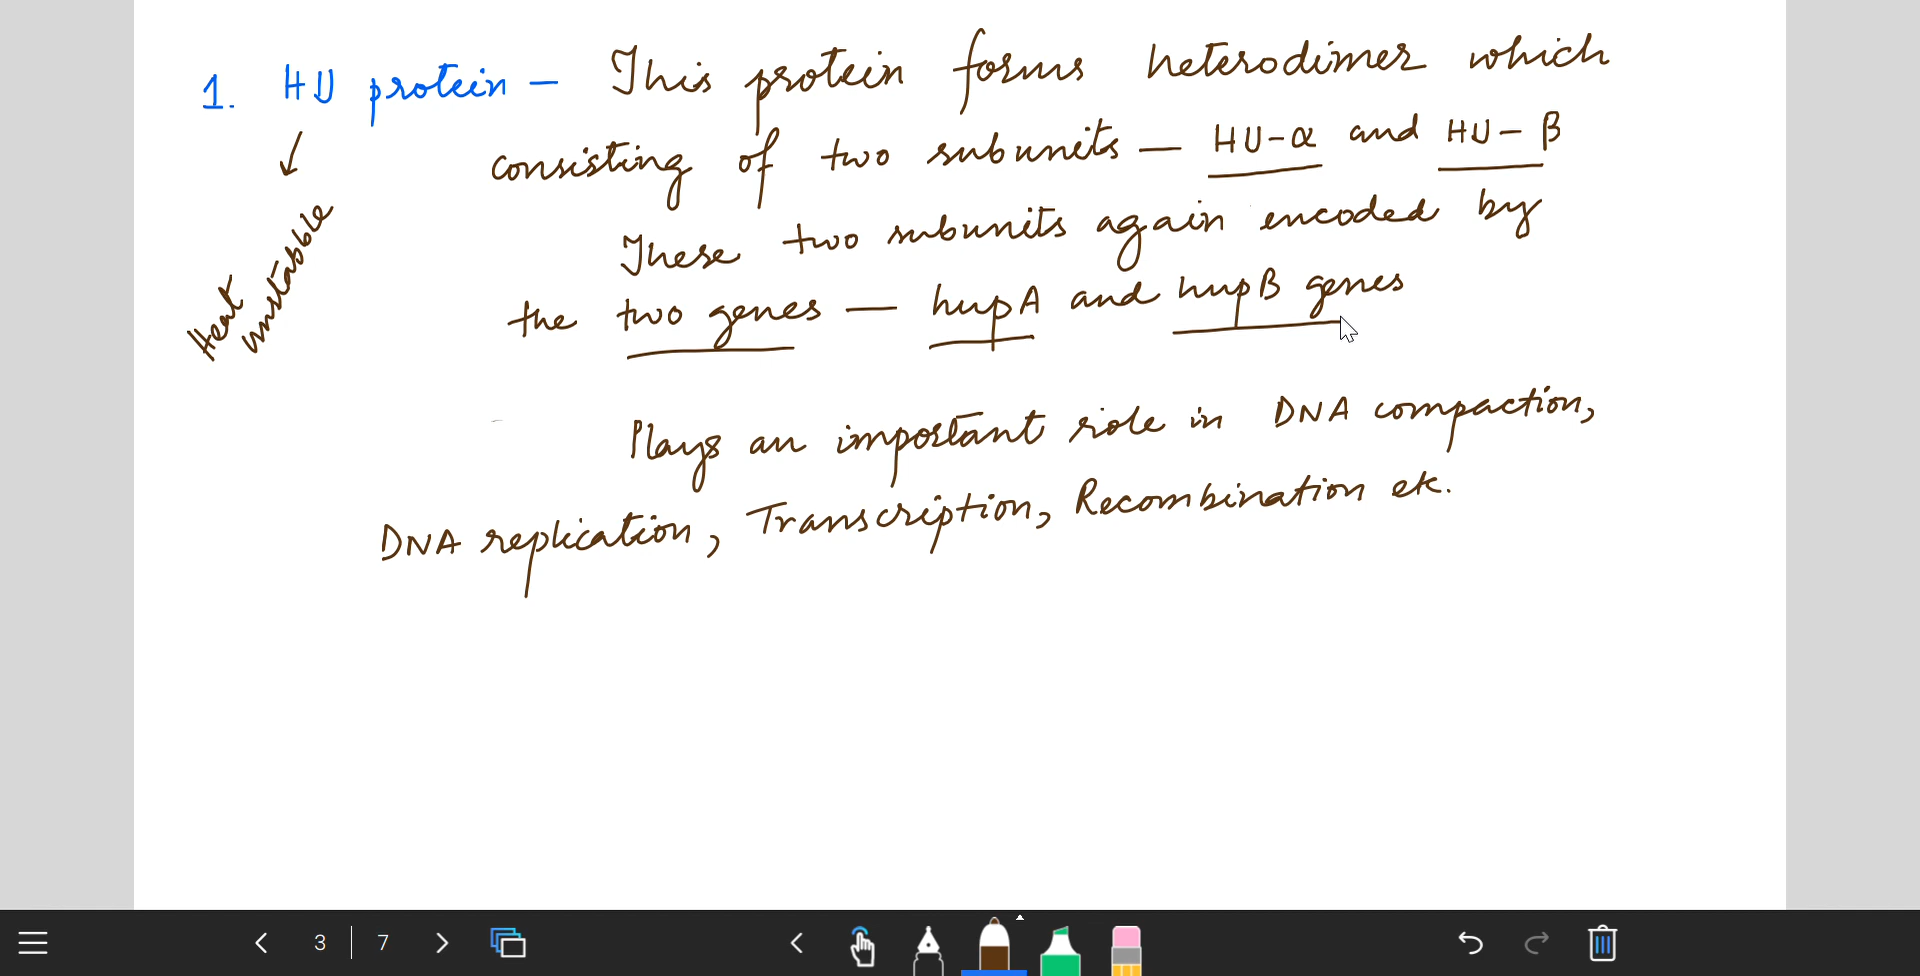 1. HU protein — This protein forms heterodimer which
consisting of two subunits — HU-α and HU-β
These two subunits again encoded by
the two genes — hupA and hupB genes
Heat
unstabble
Plays an important role in DNA compaction,
DNA replication, Transcription, Recombination etc.
3 | 7